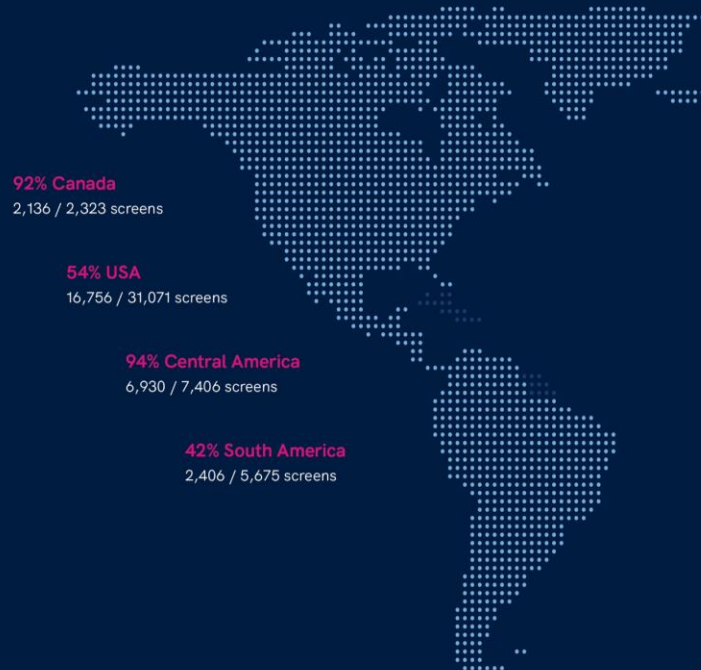 92% Canada
2,136 / 2,323 screens
54% USA
16,756 / 31,071 screens
94% Central America
6,930 / 7,406 screens
42% South America
2,406 / 5,675 screens